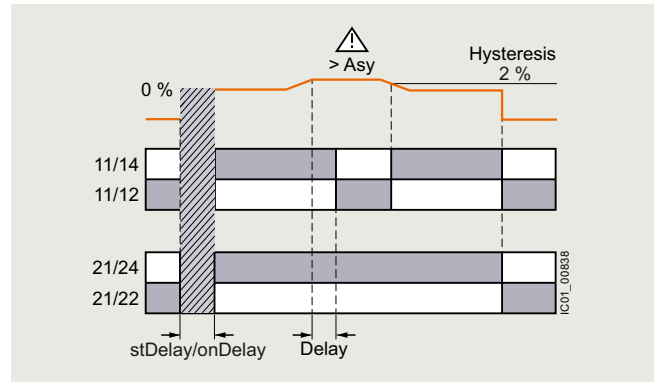 > Asy
Hysteresis
2 %
0 %
11/14
11/12
21/24
21/22
IC01_00838
stDelay/onDelay
Delay